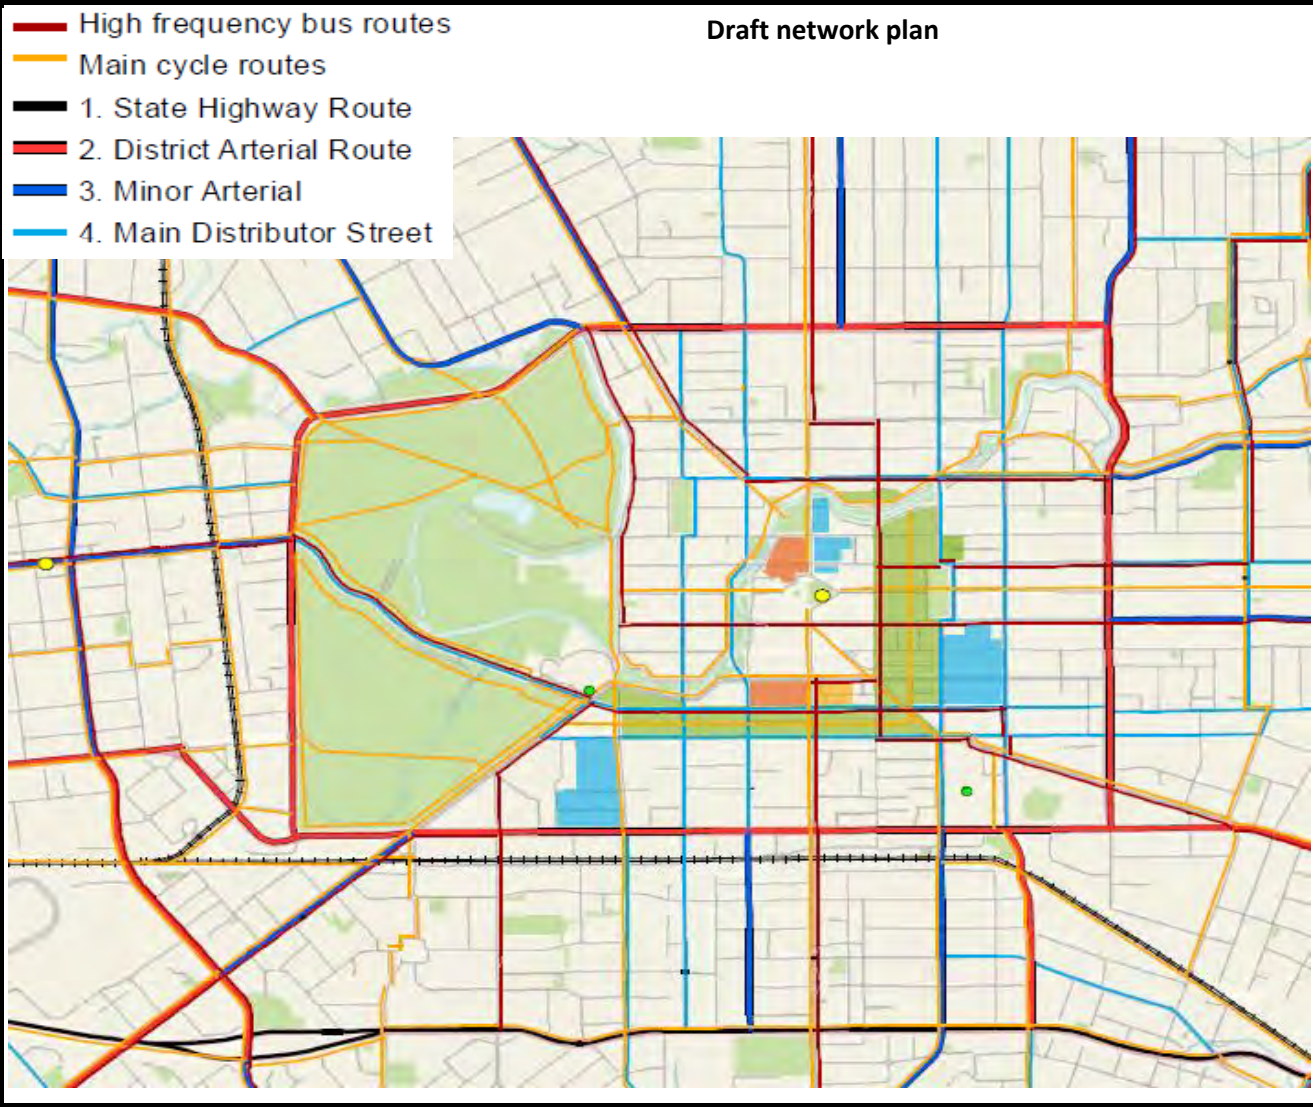 Draft network plan
High frequency bus routes
Main cycle routes
1. State Highway Route
2. District Arterial Route
3. Minor Arterial
4. Main Distributor Street